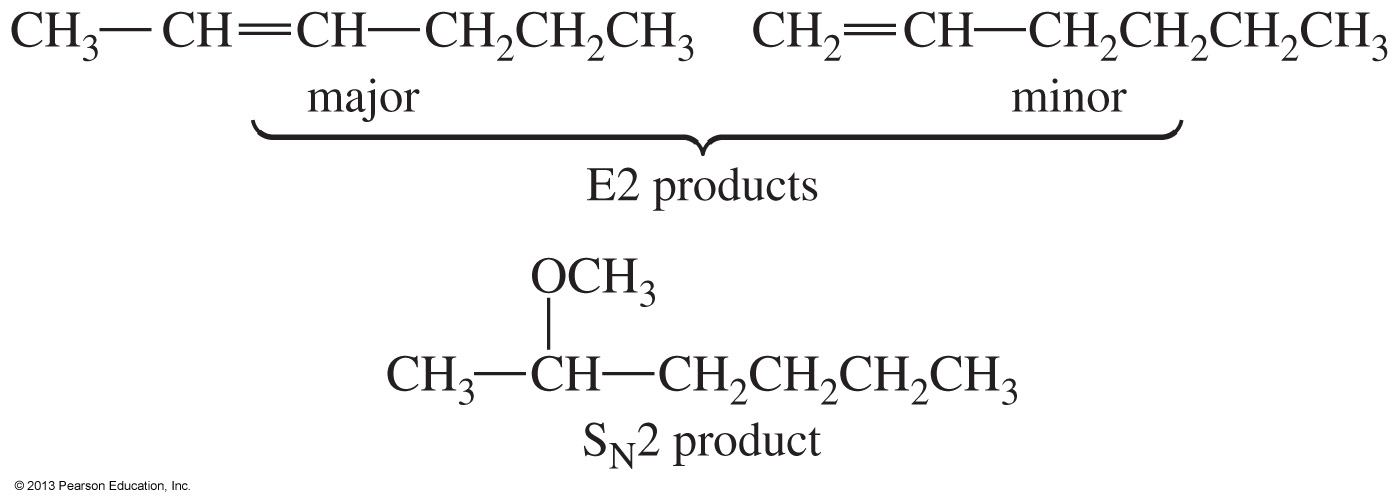 CH₃—CH=CH—CH₂CH₂CH₃ CH₂=CH—CH₂CH₂CH₂CH₃
major minor
E2 products
OCH₃
CH₃—CH—CH₂CH₂CH₂CH₃
S_N2 product
© 2013 Pearson Education, Inc.